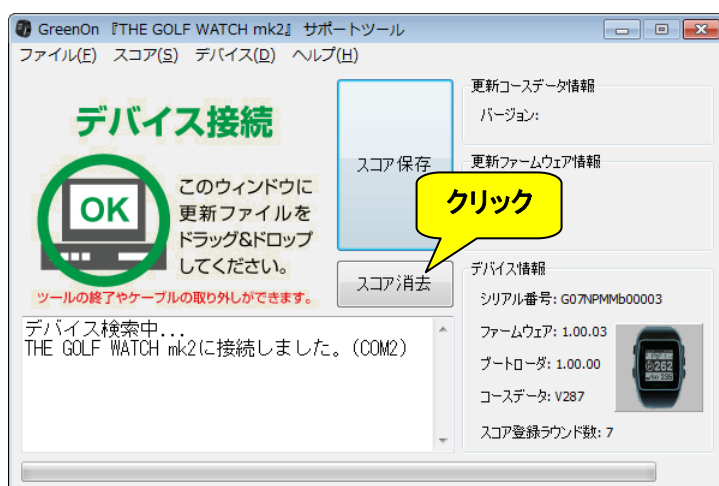 GreenOn 『THE GOLF WATCH mk2』 サポートツール
ファイル(F) スコア(S) デバイス(D) ヘルプ(H)
デバイス接続
OK
このウィンドウに
更新ファイルを
ドラッグ&ドロップ
してください。
ツールの終了やケーブルの取り外しができます。
スコア保存
クリック
スコア消去
更新コースデータ情報
バージョン:
更新ファームウェア情報
デバイス情報
シリアル番号: G07NPMMb00003
ファームウェア: 1.00.03
ブートローダ: 1.00.00
コースデータ: V287
スコア登録ラウンド数: 7
262
デバイス検索中...
THE GOLF WATCH mk2に接続しました。(COM2)